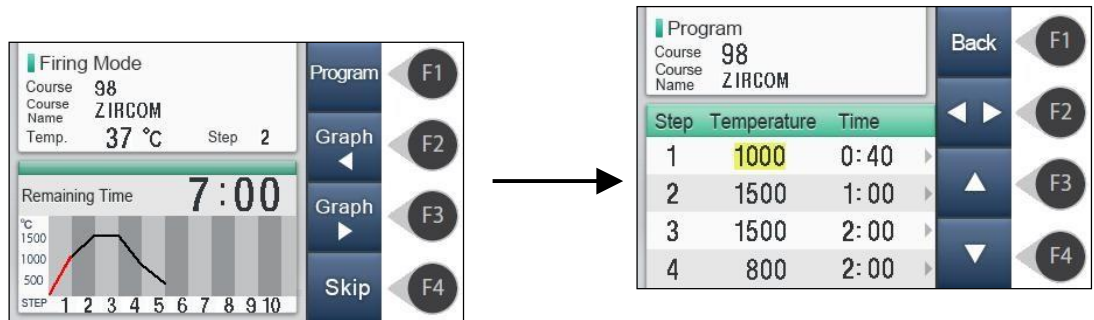 Firing Mode
Course 98
Course Name ZIRCOM
Temp. 37 °C Step 2
Remaining Time 7:00
°C
1500
1000
500
STEP 1 2 3 4 5 6 7 8 9 10
Program F1
Graph F2
Graph F3
Skip F4
Program
Course 98
Course Name ZIRCOM
Step Temperature Time
1 1000 0:40
2 1500 1:00
3 1500 2:00
4 800 2:00
Back F1
F2
F3
F4